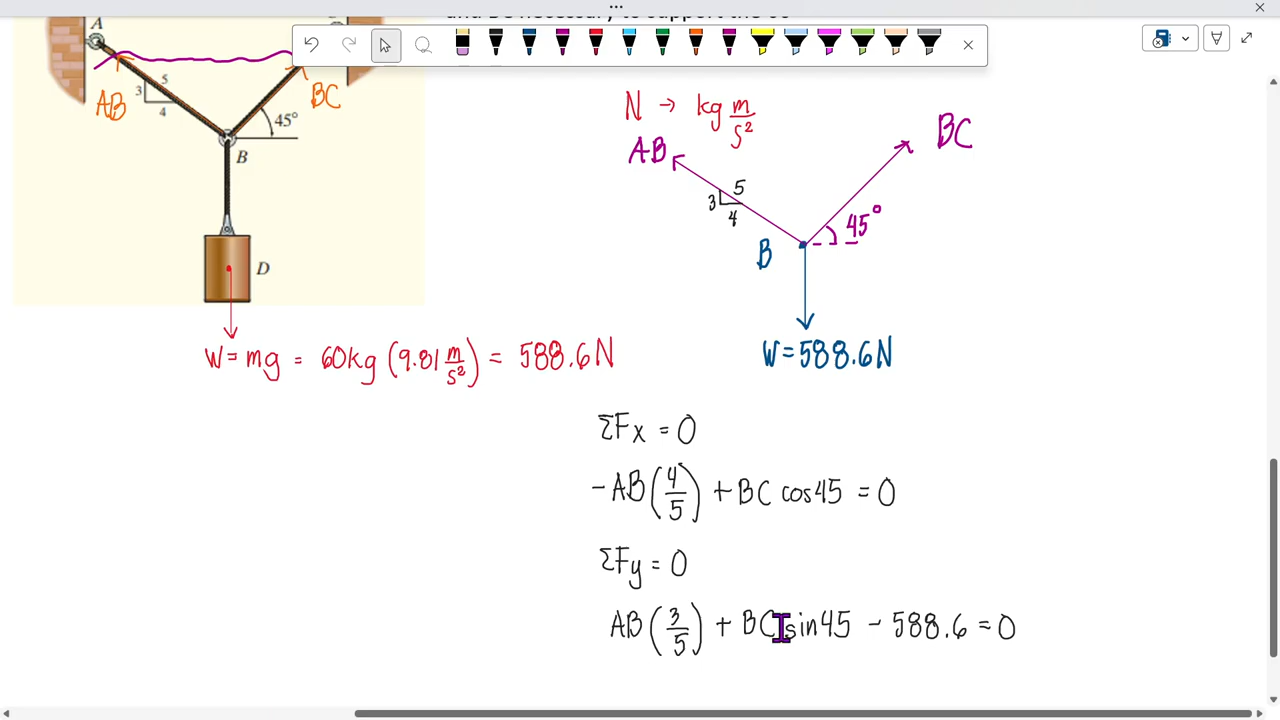 ...
A
3 5 4
AB
BC
45°
B
D
N → kg m/s²
AB
BC
3 5 4
45°
B
W = mg = 60kg (9.81 m/s²) = 588.6 N
W = 588.6 N
ΣFx = 0
-AB(4/5) + BC cos45 = 0
ΣFy = 0
AB(3/5) + BC sin45 - 588.6 = 0